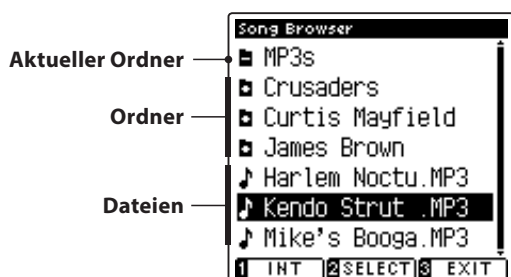 Song Browser
Aktueller Ordner
MP3s
Crusaders
Ordner
Curtis Mayfield
James Brown
Harlem Noctu.MP3
Dateien
Kendo Strut .MP3
Mike's Booga.MP3
1 INT 2 SELECT 3 EXIT